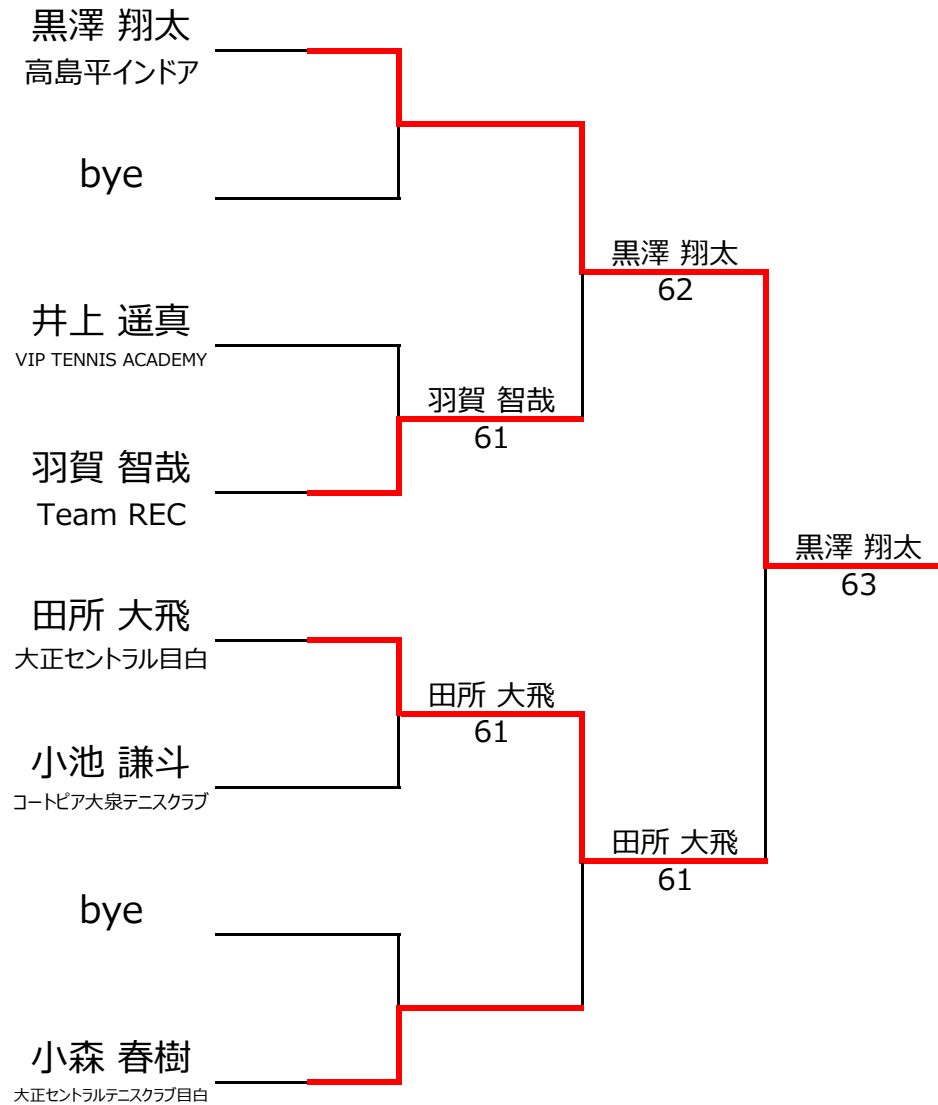 黒澤 翔太
高島平インドア
bye
黒澤 翔太
62
井上 遥真
VIP TENNIS ACADEMY
羽賀 智哉
61
羽賀 智哉
Team REC
黒澤 翔太
63
田所 大飛
大正セントラル目白
田所 大飛
61
小池 謙斗
コートピア大泉テニスクラブ
田所 大飛
61
bye
小森 春樹
大正セントラルテニスクラブ目白